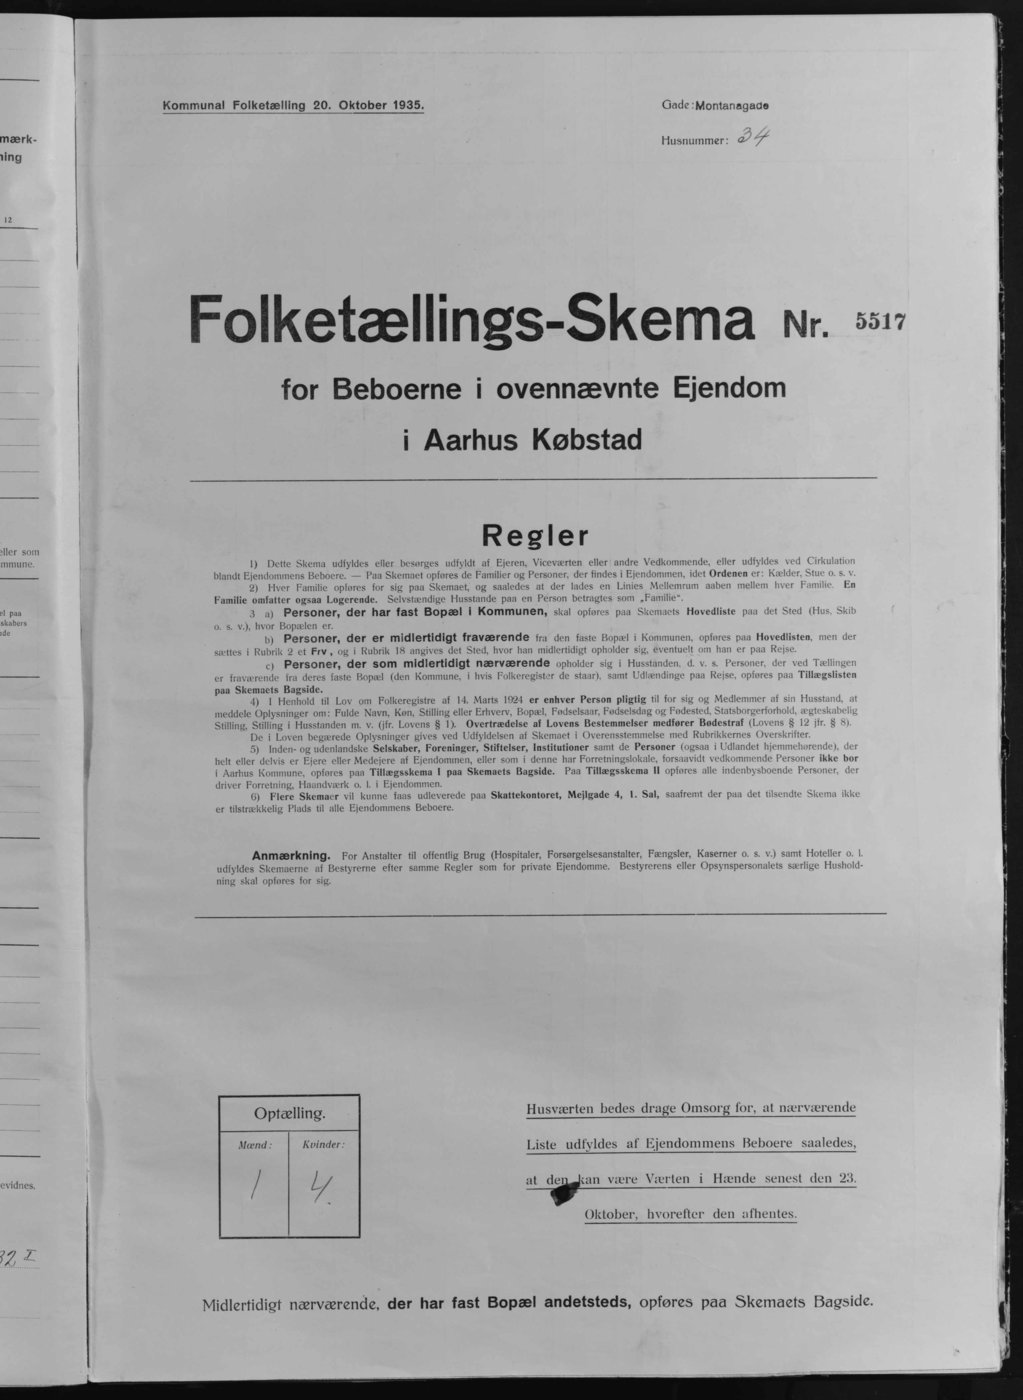 Kommunal Folketælling 20. Oktober 1935.
Gade: Montanagade
Husnummer: 34
Folketællings-Skema Nr. 5517
for Beboerne i ovennævnte Ejendom
i Aarhus Købstad
Regler
1) Dette Skema udfyldes eller besørges udfyldt af Ejeren, Viceværten eller andre Vedkommende, eller udfyldes ved Cirkulation
blandt Ejendommens Beboere. — Paa Skemaet opføres de Familier og Personer, der findes i Ejendommen, idet Ordenen er: Kælder, Stue o. s. v.
2) Hver Familie opføres for sig paa Skemaet, og saaledes at der lades en Linies Mellemrum aaben mellem hver Familie. En
Familie omfatter ogsaa Logerende. Selvstændige Husstande paa en Person betragtes som „Familie“.
3 a) Personer, der har fast Bopæl i Kommunen, skal opføres paa Skemaets Hovedliste paa det Sted (Hus, Skib
o. s. v.), hvor Bopælen er.
b) Personer, der er midlertidigt fraværende fra den faste Bopæl i Kommunen, opføres paa Hovedlisten, men der
sættes i Rubrik 2 et Frv., og i Rubrik 18 angives det Sted, hvor han midlertidigt opholder sig, eventuelt om han er paa Rejse.
c) Personer, der som midlertidigt nærværende opholder sig i Husstanden, d. v. s. Personer, der ved Tællingen
er fraværende fra deres faste Bopæl (den Kommune, i hvis Folkeregister de staar), samt Udlændinge paa Rejse, opføres paa Tillægslisten
paa Skemaets Bagside.
4) I Henhold til Lov om Folkeregistre af 14. Marts 1924 er enhver Person pligtig til for sig og Medlemmer af sin Husstand, at
meddele Oplysninger om: Fulde Navn, Køn, Stilling eller Erhverv, Bopæl, Fødselsaar, Fødselsdag og Fødested, Statsborgerforhold, ægteskabelig
Stilling, Stilling i Husstanden m. v. (jfr. Lovens § 1). Overtrædelse af Lovens Bestemmelser medfører Bødestraf (Lovens § 12 jfr. § 8).
De i Loven begærede Oplysninger gives ved Udfyldelsen af Skemaet i Overensstemmelse med Rubrikkernes Overskrifter.
5) Inden- og udenlandske Selskaber, Foreninger, Stiftelser, Institutioner samt de Personer (ogsaa i Udlandet hjemmehørende), der
helt eller delvis er Ejere eller Medejere af Ejendommen, eller som i denne har Forretningslokale, forsaavidt vedkommende Personer ikke bor
i Aarhus Kommune, opføres paa Tillægsskema I paa Skemaets Bagside. Paa Tillægsskema II opføres alle indenbysboende Personer, der
driver Forretning, Haandværk o. l. i Ejendommen.
6) Flere Skemaer vil kunne faas udleverede paa Skattekontoret, Mejlgade 4, 1. Sal, saafremt der paa det tilsendte Skema ikke
er tilstrækkelig Plads til alle Ejendommens Beboere.
Anmærkning. For Anstalter til offentlig Brug (Hospitaler, Forsørgelsesanstalter, Fængsler, Kaserner o. s. v.) samt Hoteller o. l.
udfyldes Skemaerne af Bestyrerne efter samme Regler som for private Ejendomme. Bestyrerens eller Opsynspersonalets særlige Hushold-
ning skal opføres for sig.
Optælling.
Mænd: Kvinder:
1 4.
Husværten bedes drage Omsorg for, at nærværende
Liste udfyldes af Ejendommens Beboere saaledes,
at den kan være Værten i Hænde senest den 23.
Oktober, hvorefter den afhentes.
Midlertidigt nærværende, der har fast Bopæl andetsteds, opføres paa Skemaets Bagside.
mærk-
ning
12
eller som
mmune.
el paa
skabers
evidnes.
32 I